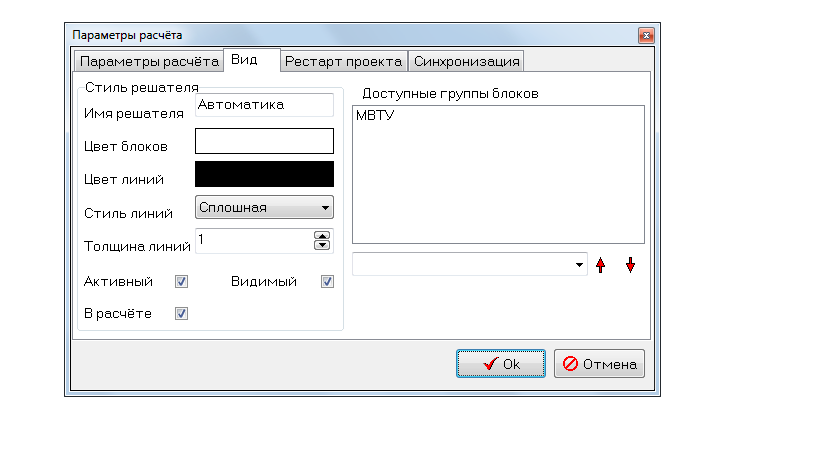 Параметры расчёта
Параметры расчёта Вид Рестарт проекта Синхронизация
Стиль решателя
Имя решателя Автоматика
Цвет блоков
Цвет линий
Стиль линий Сплошная
Толщина линий 1
Активный Видимый
В расчёте
Доступные группы блоков
МВТУ
Ok Отмена